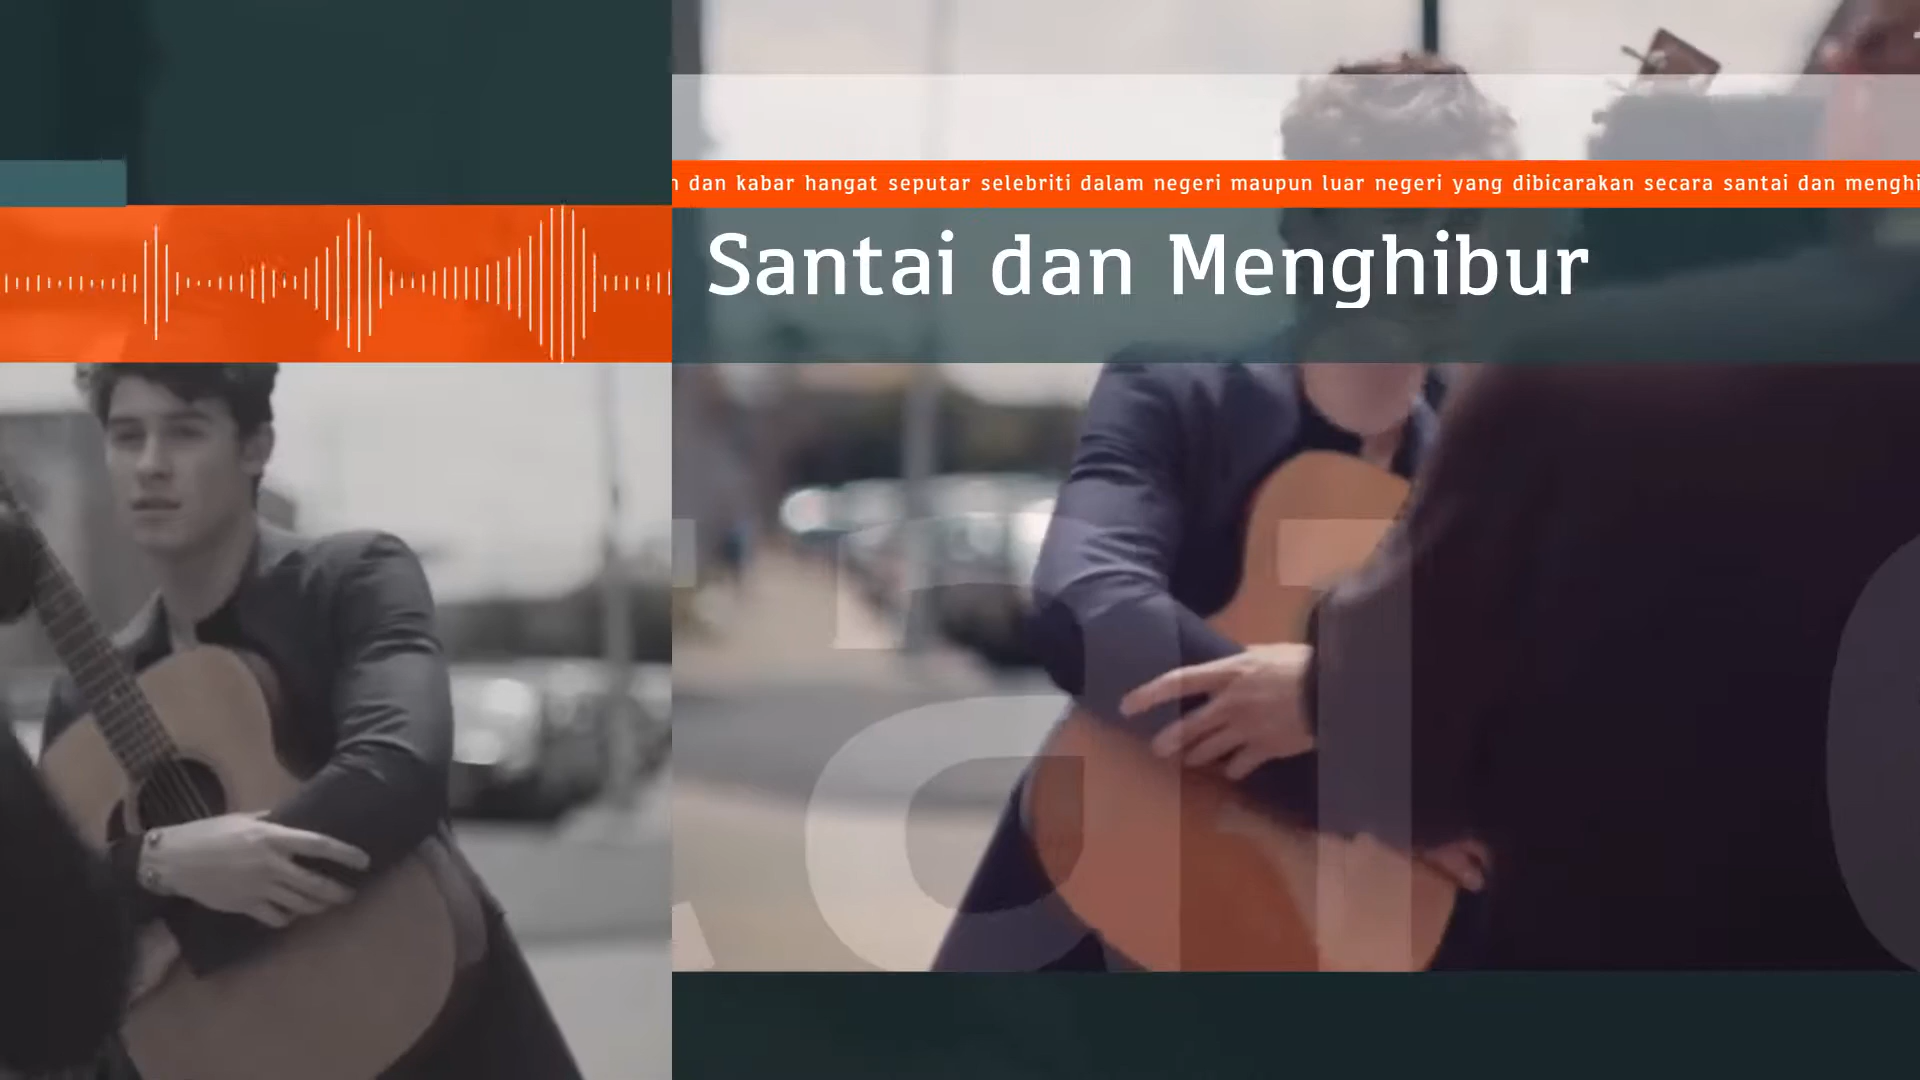 dan kabar hangat seputar selebriti dalam negeri maupun luar negeri yang dibicarakan secara santai dan
Santai dan Menghibur